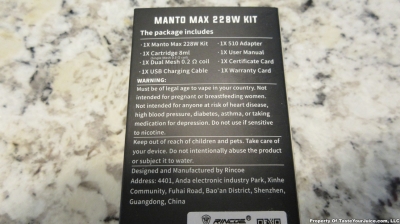 MANTO MAX 228W KIT
The package includes
·1X Manto Max 228W Kit ·1X 510 Adapter
·1X Cartridge 8ml ·1X User Manual
·1X Dual Mesh 0.2 Ω coil ·1X Certificate Card
·1X USB Charging Cable ·1X Warranty Card
WARNING:
Must be of legal age to vape in your country. Not
intended for pregnant or breastfeeding women.
Not intended for anyone at risk of heart disease,
high blood pressure, diabetes, asthma, or taking
medication for depression. Do not use if sensitive
to nicotine.
Keep out of reach of children and pets. Take care of
your device. Do not intentionally abuse the product
or subject it to water.
Designed and Manufactured by Rincoe
Address: 4401, Anda electronic industry Park, Xinhe
Community, Fuhai Road, Bao'an District, Shenzhen,
Guangdong, China
RINCOE
Property Of TasteYourJuice.com, LLC.